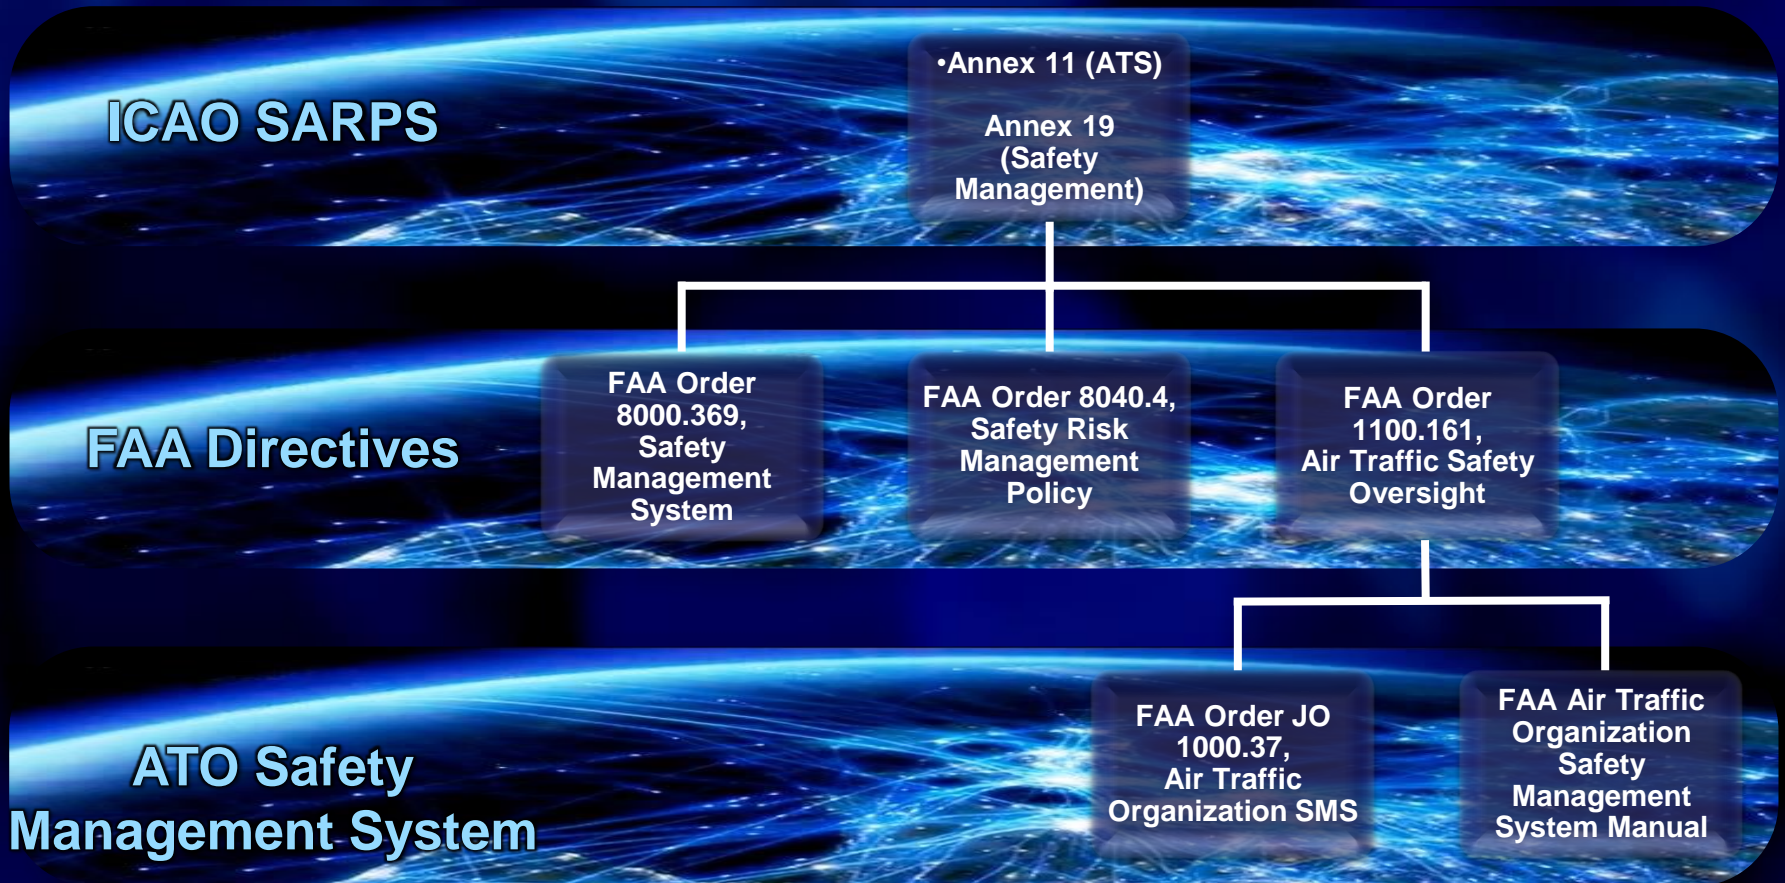 ICAO SARPS
•Annex 11 (ATS)
Annex 19
(Safety
Management)
FAA Directives
FAA Order
8000.369,
Safety
Management
System
FAA Order 8040.4,
Safety Risk
Management
Policy
FAA Order
1100.161,
Air Traffic Safety
Oversight
ATO Safety
Management System
FAA Order JO
1000.37,
Air Traffic
Organization SMS
FAA Air Traffic
Organization
Safety
Management
System Manual